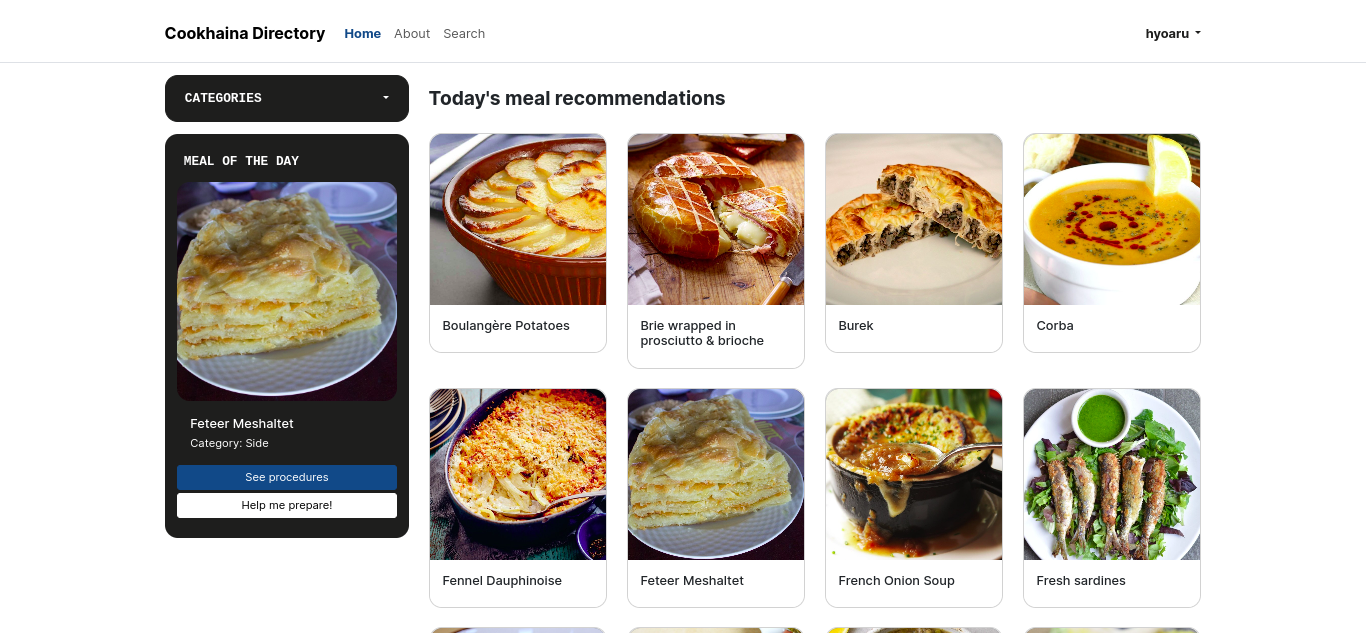 Cookhaina Directory Home About Search hyoaru
CATEGORIES
Today's meal recommendations
MEAL OF THE DAY
Feteer Meshaltet
Category: Side
See procedures
Help me prepare!
Boulangère Potatoes
Brie wrapped in
prosciutto & brioche
Burek
Corba
Fennel Dauphinoise
Feteer Meshaltet
French Onion Soup
Fresh sardines